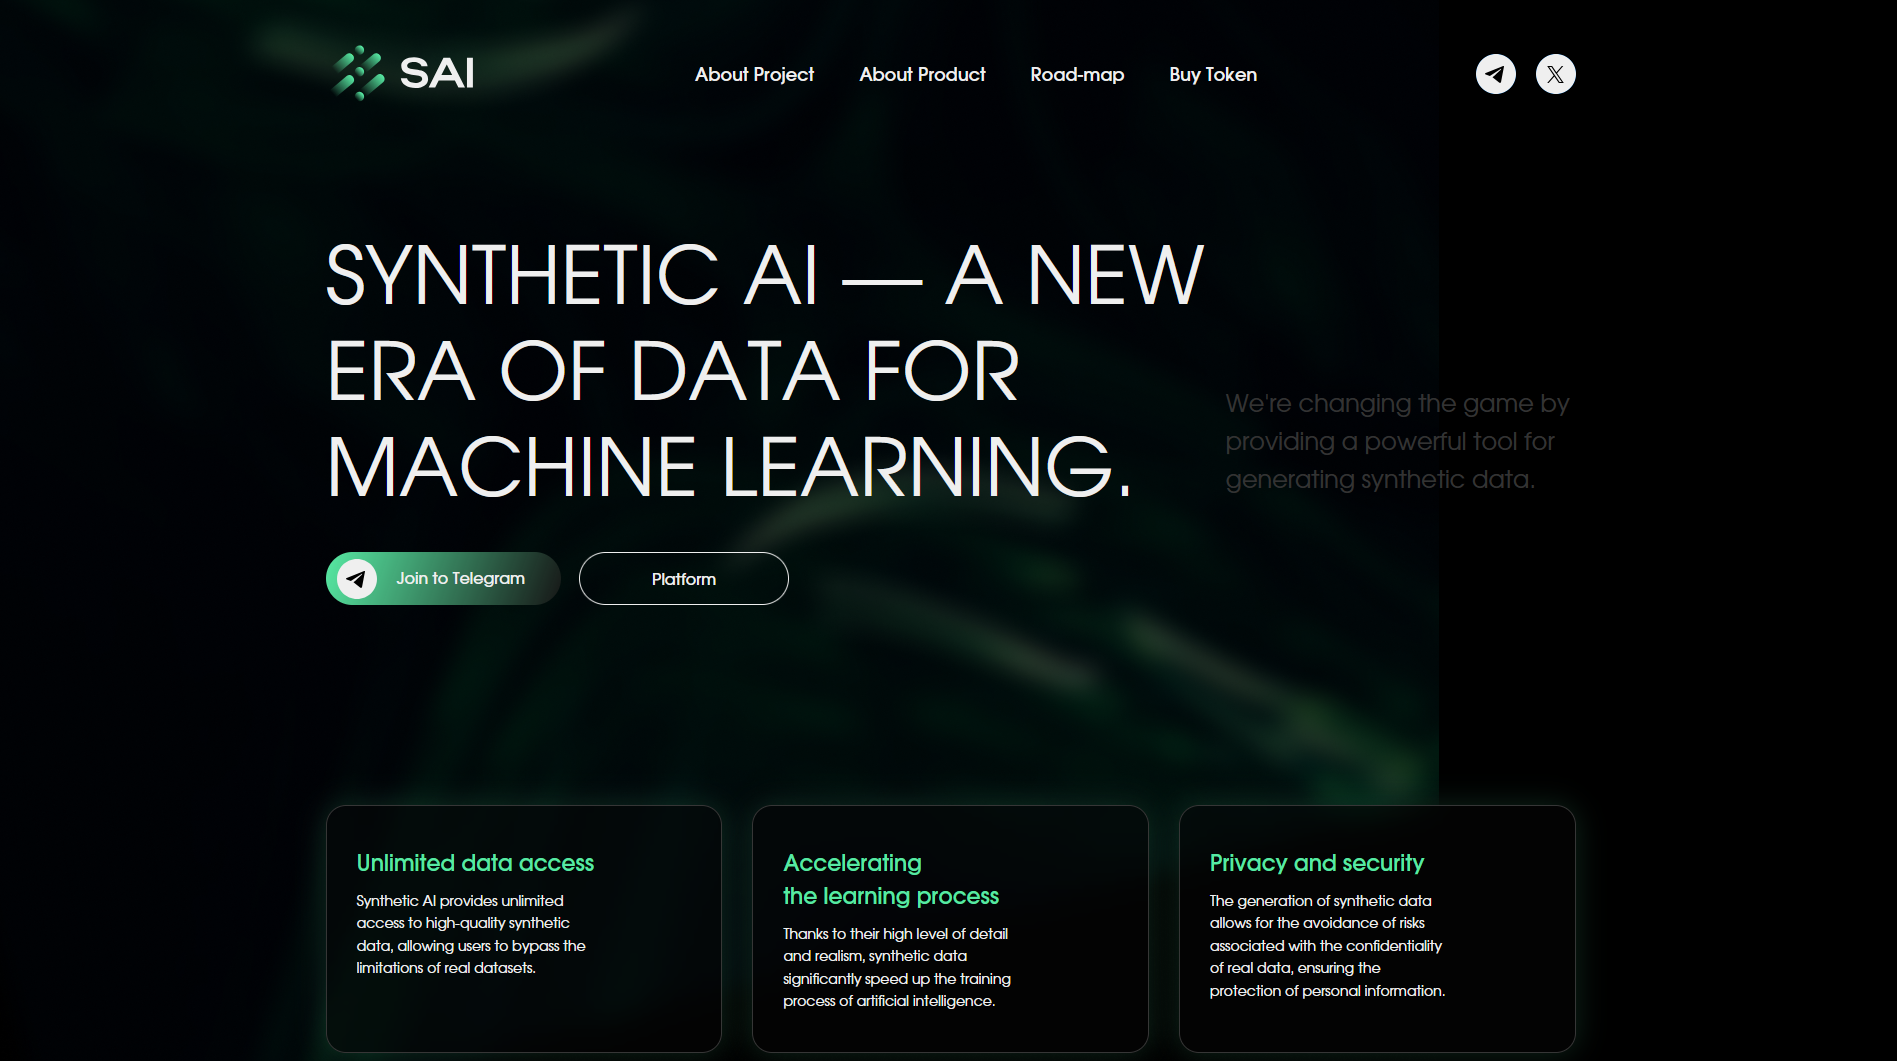 SAI
About Project
About Product
Road-map
Buy Token
SYNTHETIC AI — A NEW
ERA OF DATA FOR
MACHINE LEARNING.
We're changing the game by
providing a powerful tool for
generating synthetic data.
Join to Telegram
Platform
Unlimited data access
Synthetic AI provides unlimited
access to high-quality synthetic
data, allowing users to bypass the
limitations of real datasets.
Accelerating
the learning process
Thanks to their high level of detail
and realism, synthetic data
significantly speed up the training
process of artificial intelligence.
Privacy and security
The generation of synthetic data
allows for the avoidance of risks
associated with the confidentiality
of real data, ensuring the
protection of personal information.